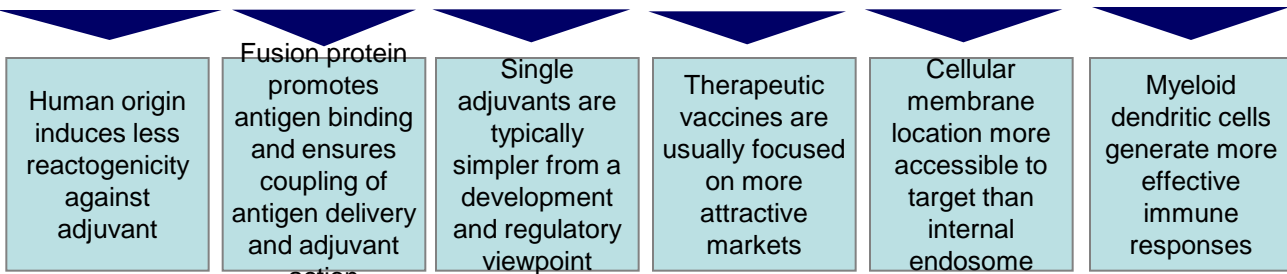 Human origin
induces less
reactogenicity
against
adjuvant
Fusion protein
promotes
antigen binding
and ensures
coupling of
antigen delivery
and adjuvant
action
Single
adjuvants are
typically
simpler from a
development
and regulatory
viewpoint
Therapeutic
vaccines are
usually focused
on more
attractive
markets
Cellular
membrane
location more
accessible to
target than
internal
endosome
Myeloid
dendritic cells
generate more
effective
immune
responses